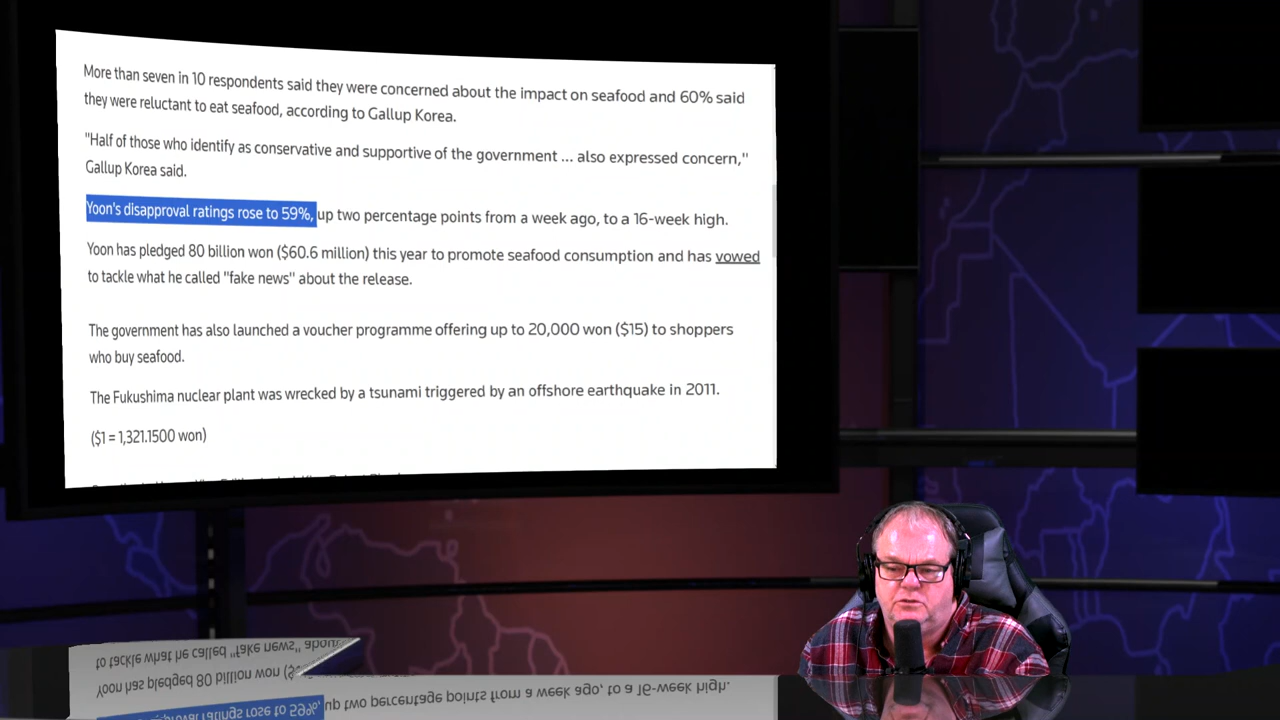 More than seven in 10 respondents said they were concerned about the impact on seafood and 60% said
they were reluctant to eat seafood, according to Gallup Korea.
"Half of those who identify as conservative and supportive of the government ... also expressed concern,"
Gallup Korea said.
Yoon's disapproval ratings rose to 59%, up two percentage points from a week ago, to a 16-week high.
Yoon has pledged 80 billion won ($60.6 million) this year to promote seafood consumption and has vowed
to tackle what he called "fake news" about the release.
The government has also launched a voucher programme offering up to 20,000 won ($15) to shoppers
who buy seafood.
The Fukushima nuclear plant was wrecked by a tsunami triggered by an offshore earthquake in 2011.
($1 = 1,321.1500 won)